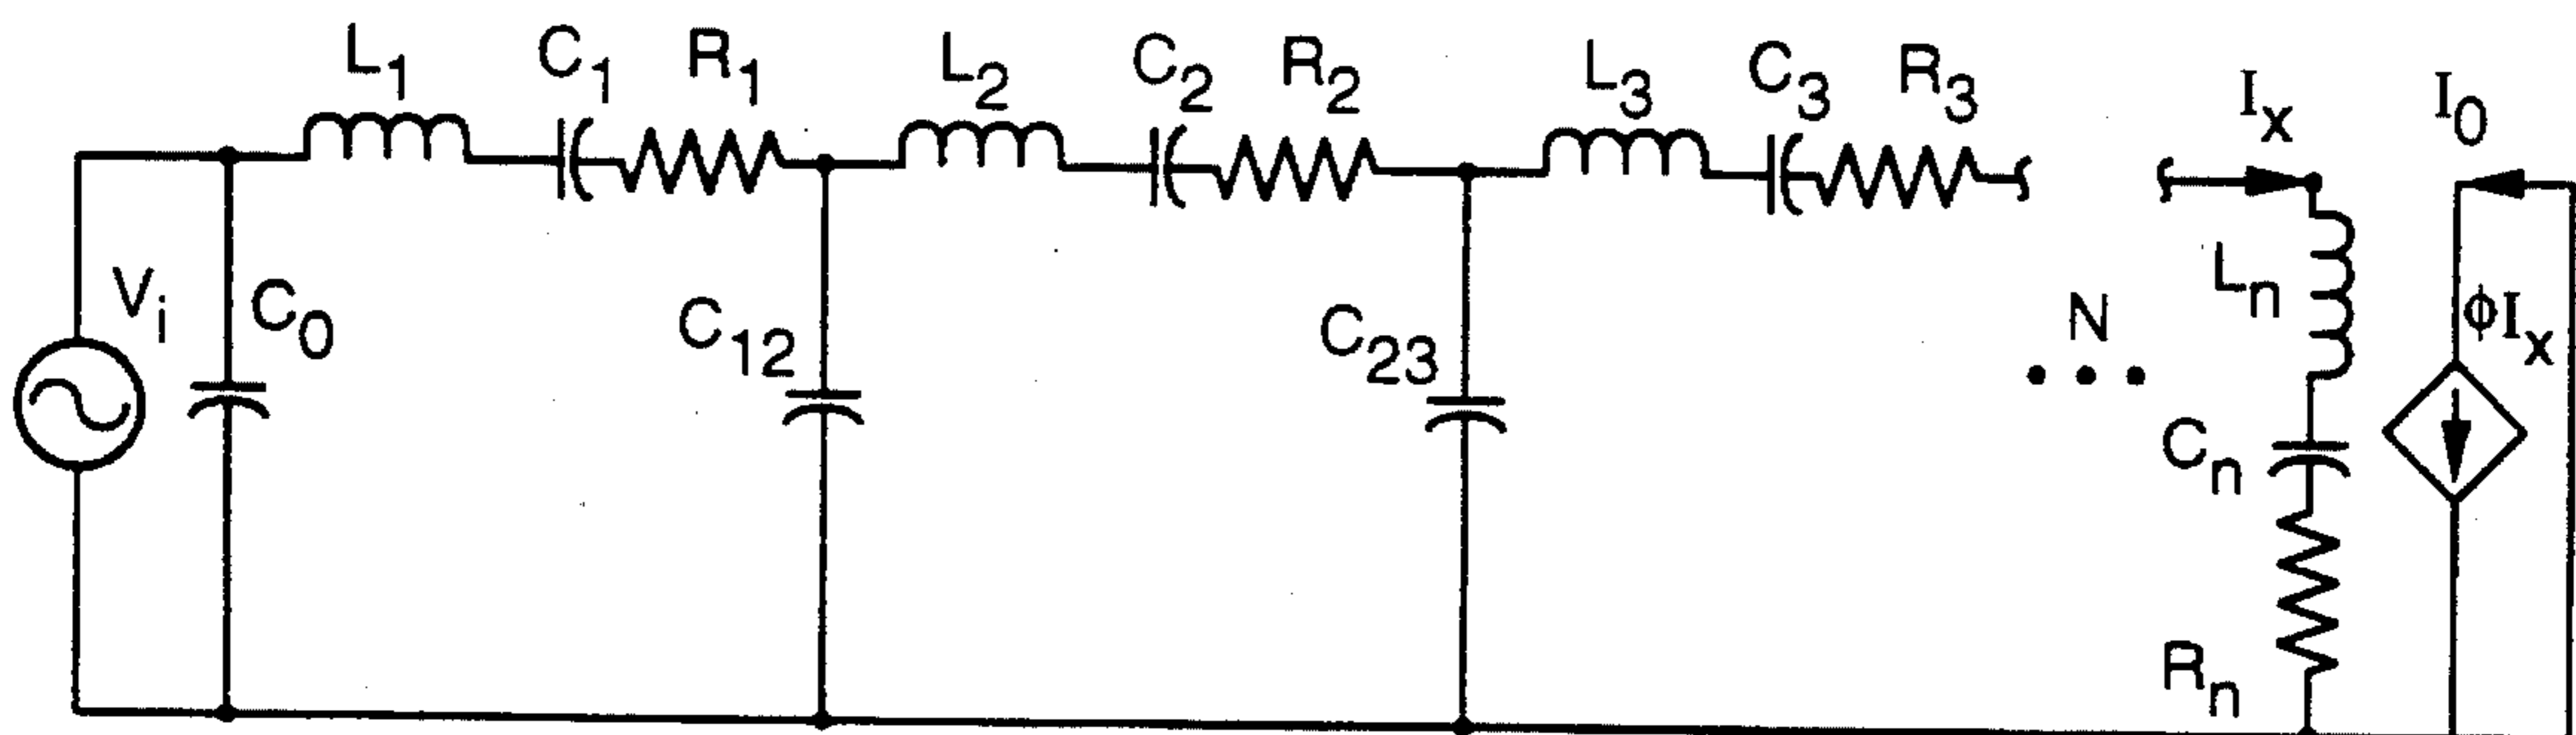 L1 C1 R1 L2 C2 R2 L3 C3 R3 Ix I0
Vi C0 C12 C23 N Ln ϕIx
Cn
Rn